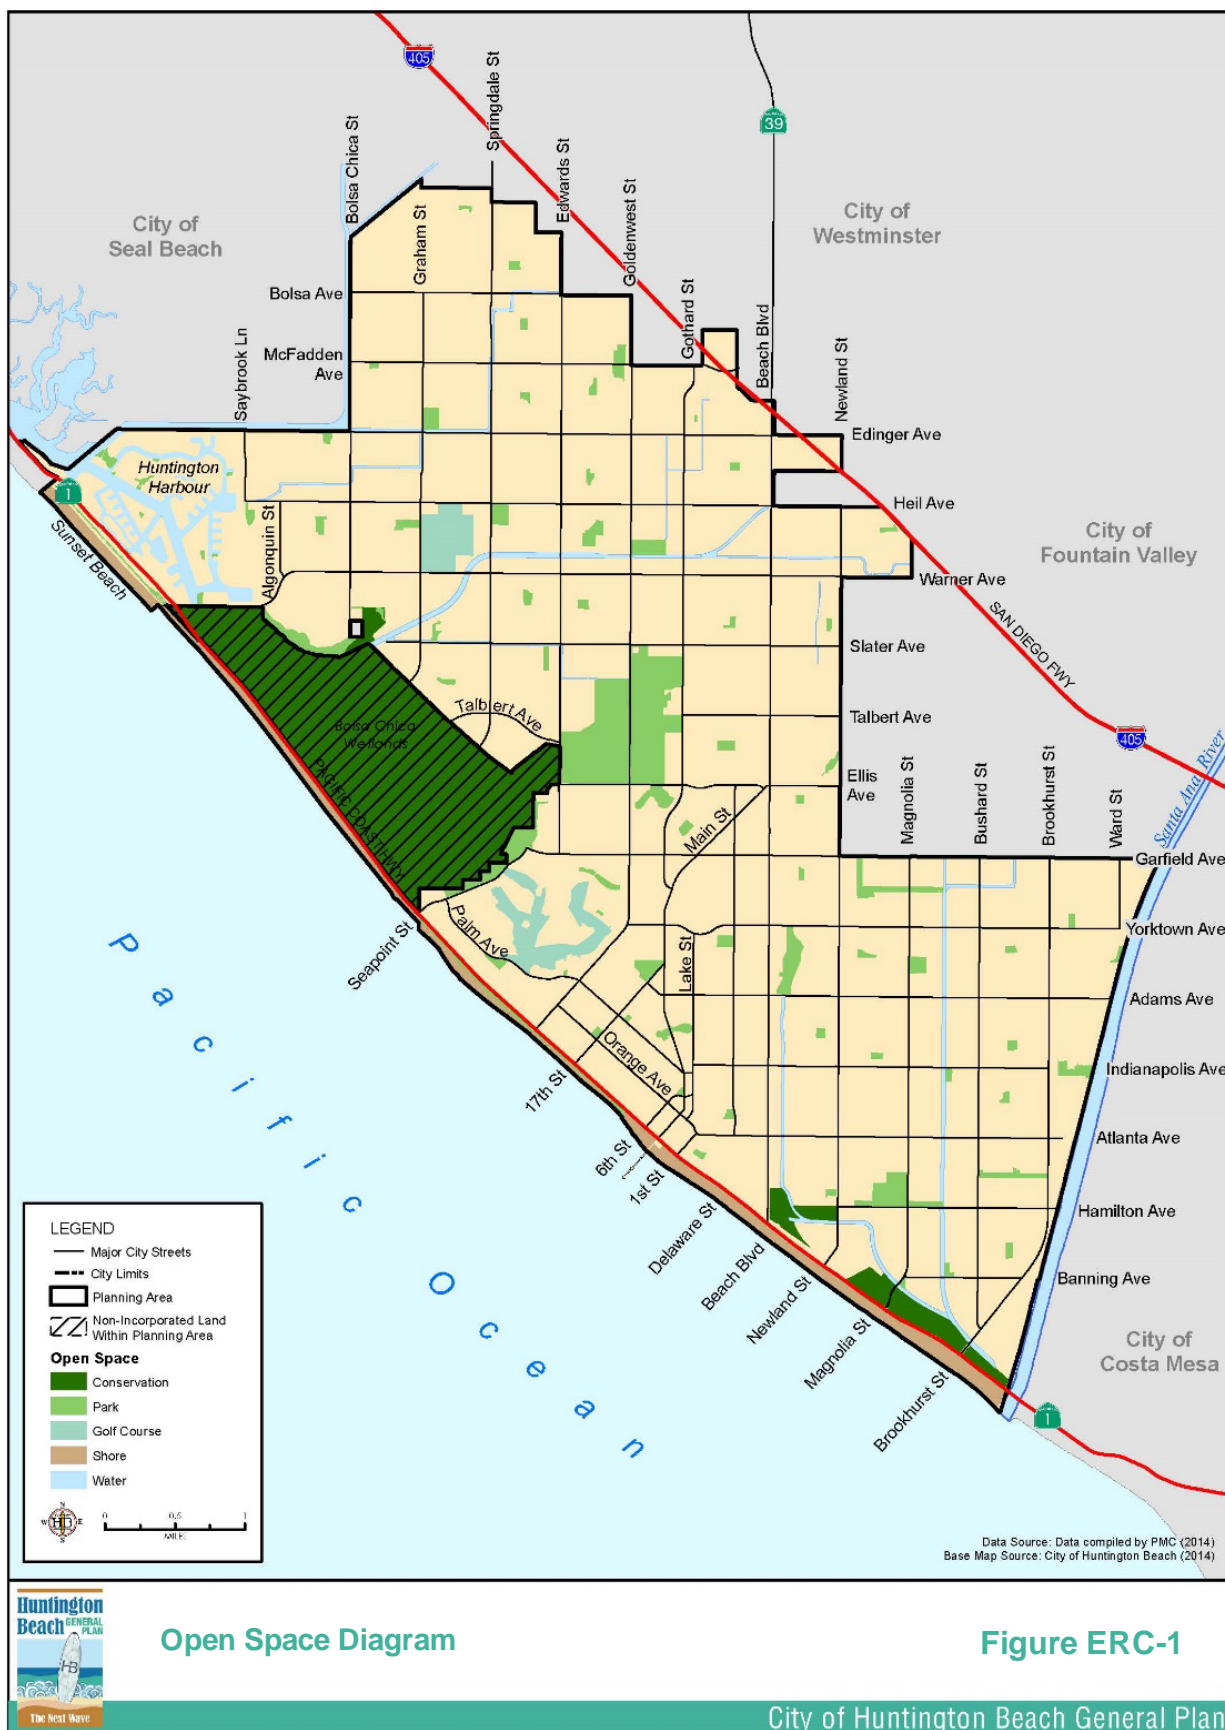 405
39
Springdale St
Bolsa Chica St
Edwards St
Goldenwest St
Graham St
Gothard St
Beach Blvd
Newland St
City of
Seal Beach
City of
Westminster
Bolsa Ave
McFadden
Ave
Saybrook Ln
Edinger Ave
Huntington
Harbour
1
Heil Ave
Algonquin St
Sunset Beach
City of
Fountain Valley
Warner Ave
SAN DIEGO FWY
Slater Ave
Talbert Ave
Talbert Ave
Bolsa Chica
Wetlands
405
Santa Ana River
PACIFIC COAST HWY
Ellis
Ave
Magnolia St
Bushard St
Brookhurst St
Ward St
Main St
Garfield Ave
Palm Ave
Seapoint St
Lake St
Yorktown Ave
Adams Ave
Orange Ave
Indianapolis Ave
17th St
Atlanta Ave
6th St
1st St
Delaware St
Hamilton Ave
Beach Blvd
Newland St
Banning Ave
Magnolia St
Brookhurst St
City of
Costa Mesa
1
Pacific Ocean
LEGEND
Major City Streets
City Limits
Planning Area
Non-Incorporated Land
Within Planning Area
Open Space
Conservation
Park
Golf Course
Shore
Water
N
W HB E
S
0 0.5 1
MILES
Data Source: Data compiled by PMC (2014)
Base Map Source: City of Huntington Beach (2014)
Huntington
Beach GENERAL
PLAN
HB
The Next Wave
Open Space Diagram
Figure ERC-1
City of Huntington Beach General Plan